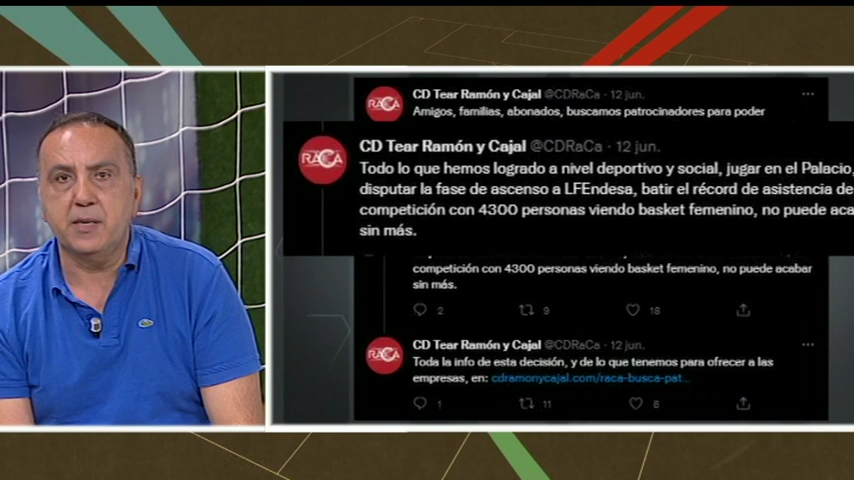 CD Tear Ramón y Cajal @CDRaCa · 12 jun.
Amigos, familias, abonados, buscamos patrocinadores para poder
RACA
CD Tear Ramón y Cajal @CDRaCa · 12 jun.
Todo lo que hemos logrado a nivel deportivo y social, jugar en el Palacio,
disputar la fase de ascenso a LFEndesa, batir el récord de asistencia de
competición con 4300 personas viendo basket femenino, no puede aca
sin más.
competición con 4300 personas viendo basket femenino, no puede acabar
sin más.
2 9 18
RACA
CD Tear Ramón y Cajal @CDRaCa · 12 jun.
Toda la info de esta decisión, y de lo que tenemos para ofrecer a las
empresas, en: cdramonycajal.com/raca-busca-pat...
1 11 8